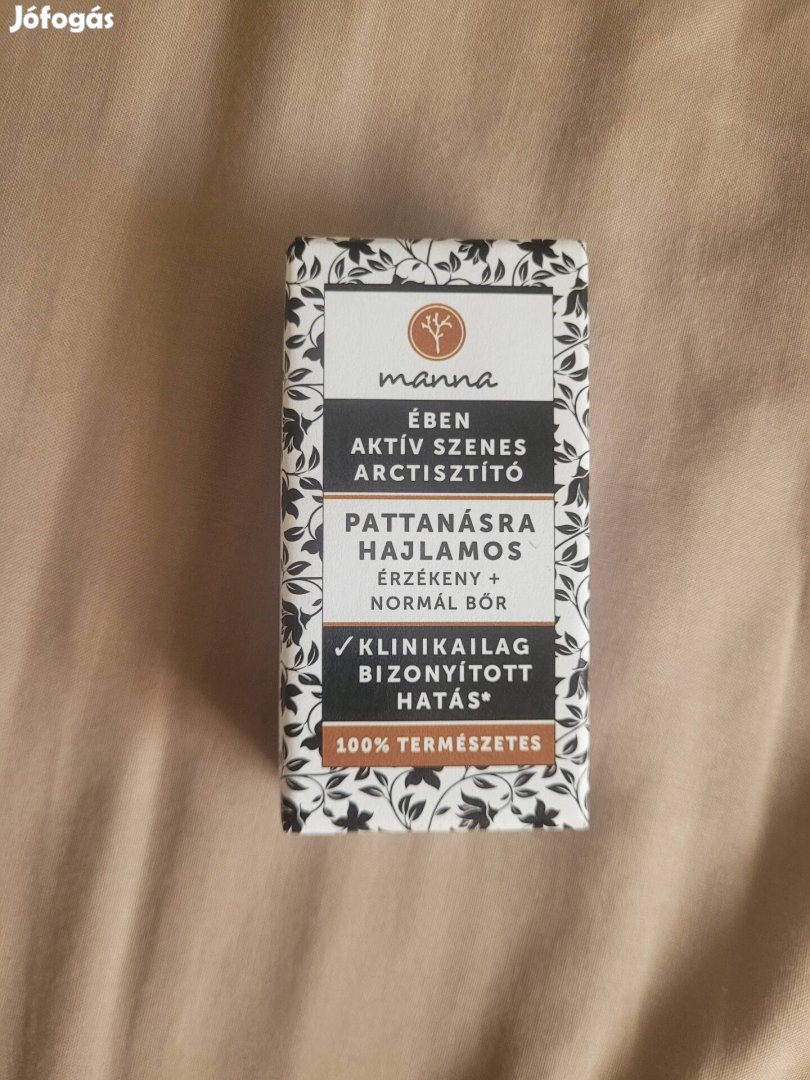 Jófogás
manna
ÉBEN
AKTÍV SZENES
ARCTISZTÍTÓ
PATTANÁSRA
HAJLAMOS
ÉRZÉKENY +
NORMÁL BŐR
✓KLINIKAILAG
BIZONYÍTOTT
HATÁS*
100% TERMÉSZETES